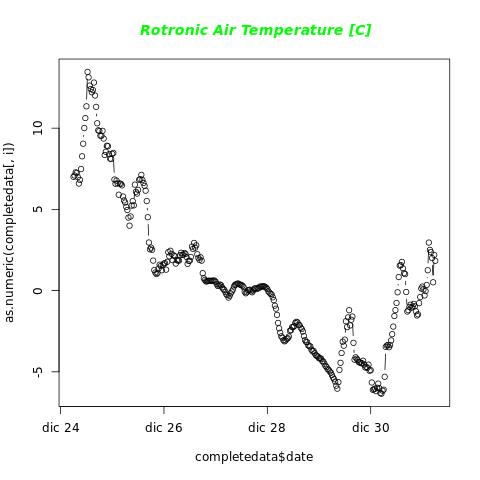 Rotronic Air Temperature [C]
as.numeric(completedata[, i])
10
5
0
-5
dic 24
dic 26
dic 28
dic 30
completedata$date